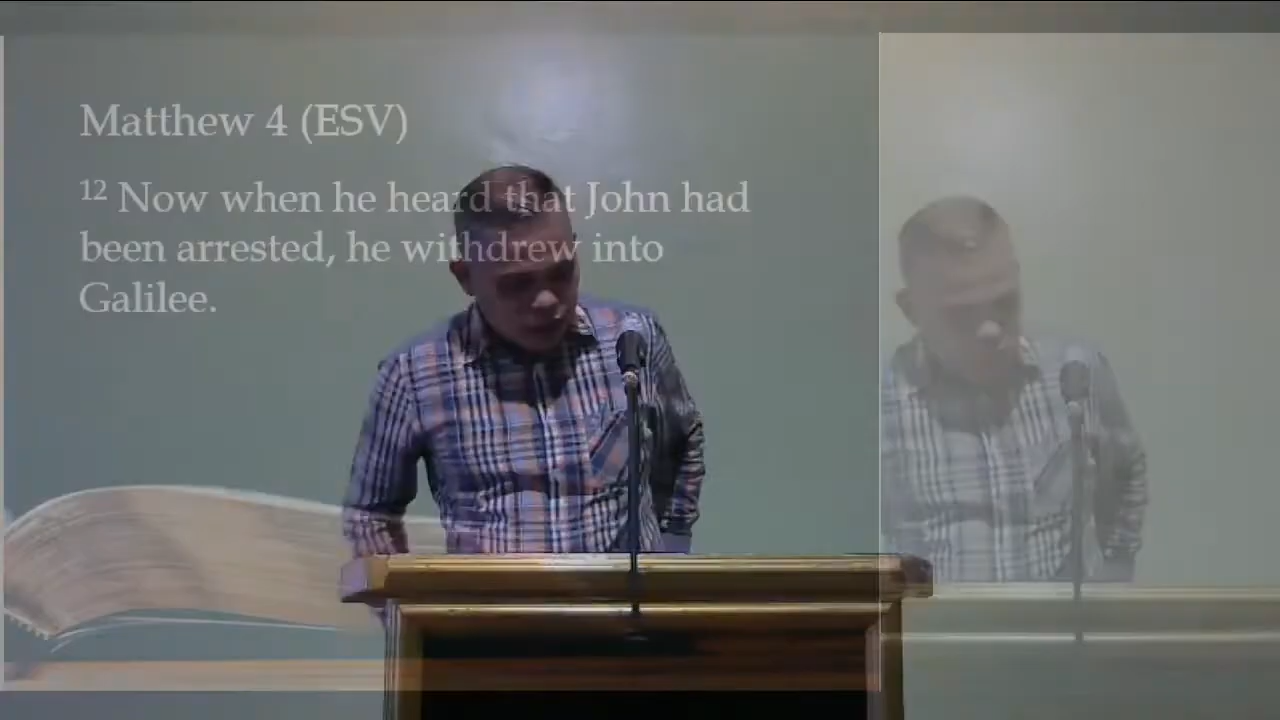 Matthew 4 (ESV)
12 Now when he heard that John had
been arrested, he withdrew into
Galilee.